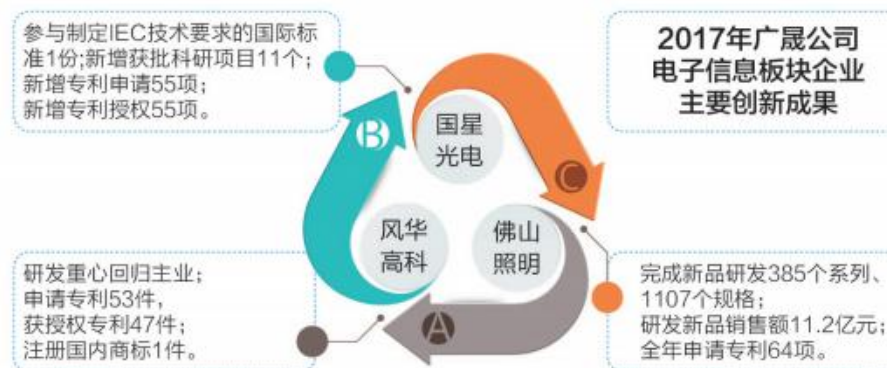 参与制定IEC技术要求的国际标
准1份;新增获批科研项目11个；
新增专利申请55项；
新增专利授权55项。
2017年广晟公司
电子信息板块企业
主要创新成果
B
国星
光电
C
风华
高科
佛山
照明
A
研发重心回归主业；
申请专利53件，
获授权专利47件；
注册国内商标1件。
完成新品研发385个系列、
1107个规格；
研发新品销售额11.2亿元；
全年申请专利64项。